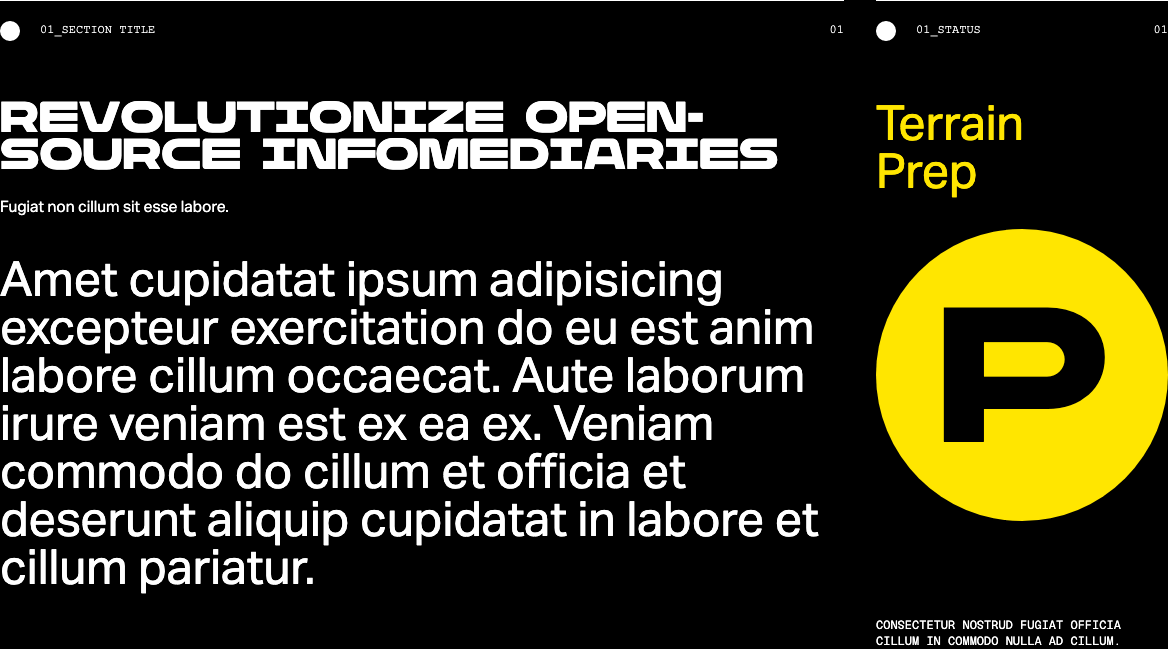 01_SECTION TITLE
01
REVOLUTIONIZE OPEN-
SOURCE INFOMEDIARIES
Fugiat non cillum sit esse labore.
Amet cupidatat ipsum adipisicing
excepteur exercitation do eu est anim
labore cillum occaecat. Aute laborum
irure veniam est ex ea ex. Veniam
commodo do cillum et officia et
deserunt aliquip cupidatat in labore et
cillum pariatur.
01_STATUS
01
Terrain
Prep
P
CONSECTETUR NOSTRUD FUGIAT OFFICIA
CILLUM IN COMMODO NULLA AD CILLUM.